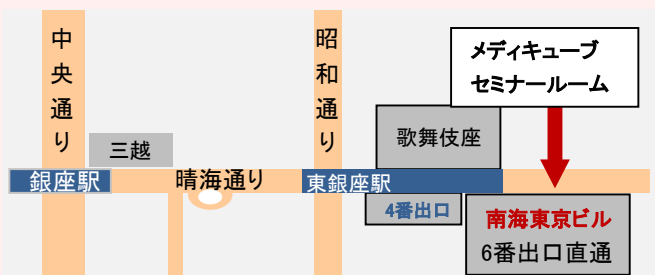 中央通り
昭和通り
メディキューブ
セミナールーム
三越
歌舞伎座
銀座駅
晴海通り
東銀座駅
4番出口
南海東京ビル
6番出口直通